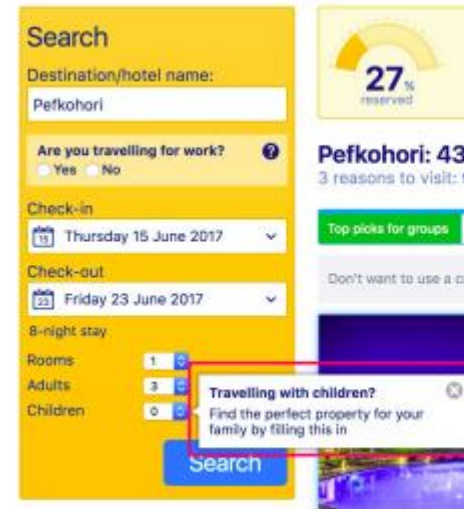 Search
Destination/hotel name:
Pefkohori
Are you travelling for work?
Yes No
Check-in
15 Thursday 15 June 2017
Check-out
23 Friday 23 June 2017
8-night stay
Rooms 1
Adults 3
Children 0
Search
Travelling with children?
Find the perfect property for your
family by filling this in
27%
reserved
Pefkohori: 43
3 reasons to visit:
Top picks for groups
Don't want to use a